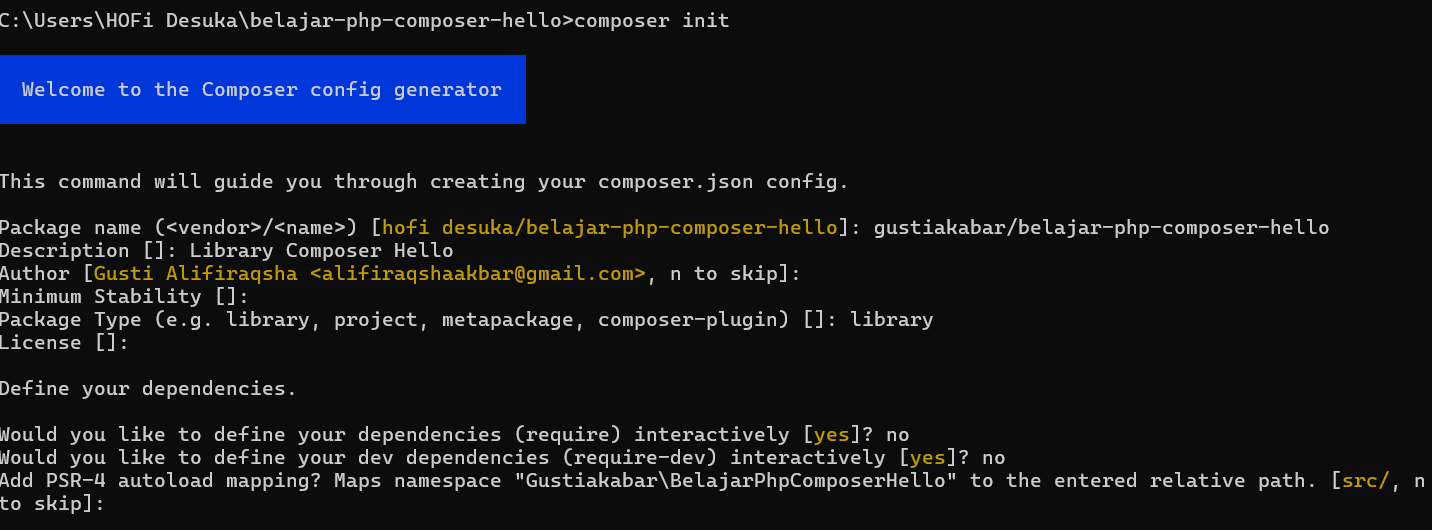 C:\Users\HOFi Desuka\belajar-php-composer-hello>composer init
Welcome to the Composer config generator
This command will guide you through creating your composer.json config.
Package name (<vendor>/<name>) [hofi desuka/belajar-php-composer-hello]: gustiakabar/belajar-php-composer-hello
Description []: Library Composer Hello
Author [Gusti Alifiraqsha <alifiraqshaakbar@gmail.com>, n to skip]:
Minimum Stability []:
Package Type (e.g. library, project, metapackage, composer-plugin) []: library
License []:
Define your dependencies.
Would you like to define your dependencies (require) interactively [yes]? no
Would you like to define your dev dependencies (require-dev) interactively [yes]? no
Add PSR-4 autoload mapping? Maps namespace "Gustiakabar\BelajarPhpComposerHello" to the entered relative path. [src/, n
to skip]: